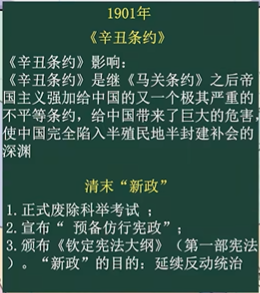 1901年
《辛丑条约》
《辛丑条约》影响:
《辛丑条约》是继《马关条约》之后帝
国主义强加给中国的又一个极其严重的
不平等条约,给中国带来了巨大的危害,
使中国完全陷入半殖民地半封建补会的
深渊
清末“新政”
1.正式废除科举考试 ;
2.宣布“ 预备仿行宪政” ;
3.颁布《钦定宪法大纲》(第一部宪法
)。“新政”的目的: 延续反动统治